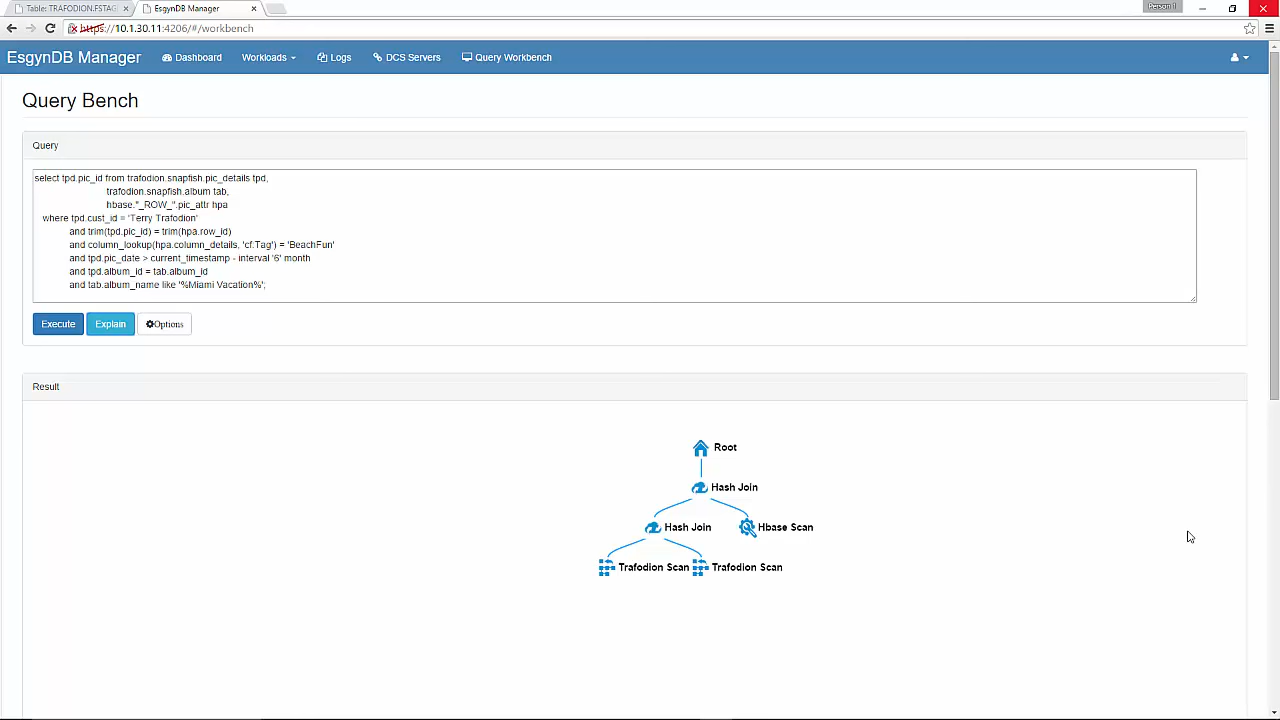 Table: TRAFODION.FSTAG
EsgynDB Manager
Person 1
https://10.1.30.11:4206/#/workbench
EsgynDB Manager
Dashboard
Workloads
Logs
DCS Servers
Query Workbench
Query Bench
Query
select tpd.pic_id from trafodion.snapfish.pic_details tpd,
trafodion.snapfish.album tab,
hbase."_ROW_".pic_attr hpa
where tpd.cust_id = 'Terry Trafodion'
and trim(tpd.pic_id) = trim(hpa.row_id)
and column_lookup(hpa.column_details, 'cf:Tag') = 'BeachFun'
and tpd.pic_date > current_timestamp - interval '6' month
and tpd.album_id = tab.album_id
and tab.album_name like '%Miami Vacation%';
Execute
Explain
Options
Result
Root
Hash Join
Hash Join
Hbase Scan
Trafodion Scan
Trafodion Scan